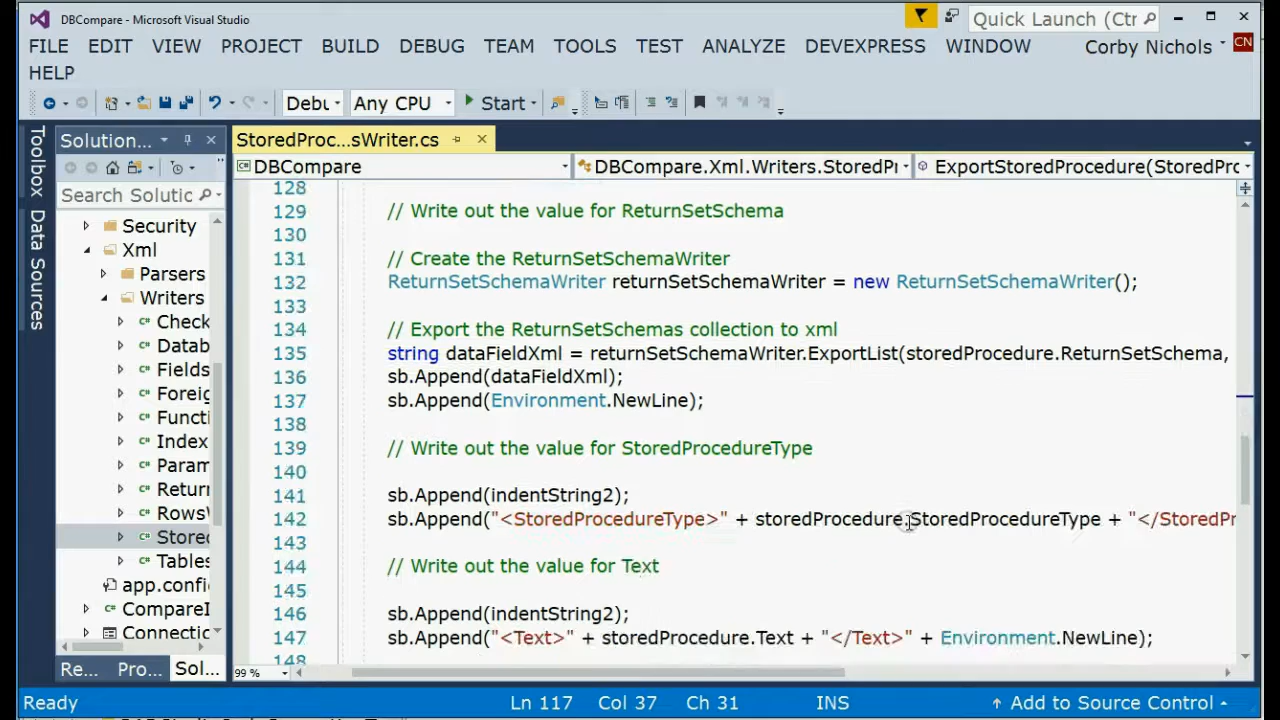 DBCompare - Microsoft Visual Studio
Quick Launch (Ctr
FILE EDIT VIEW PROJECT BUILD DEBUG TEAM TOOLS TEST ANALYZE DEVEXPRESS WINDOW Corby Nichols CN
HELP
Debu Any CPU Start
Toolbox
Data Sources
Solution...
Search Solutic
Security
Xml
Parsers
Writers
C# Check
C# Datab
C# Fields
C# Foreig
C# Functi
C# Index
C# Param
C# Return
C# RowsW
C# Stored
C# Tables
app.confi
CompareI
Connectio
Re... Pro... Sol...
StoredProc...sWriter.cs
C# DBCompare DBCompare.Xml.Writers.StoredPr ExportStoredProcedure(StoredProc
128
129 // Write out the value for ReturnSetSchema
130
131 // Create the ReturnSetSchemaWriter
132 ReturnSetSchemaWriter returnSetSchemaWriter = new ReturnSetSchemaWriter();
133
134 // Export the ReturnSetSchemas collection to xml
135 string dataFieldXml = returnSetSchemaWriter.ExportList(storedProcedure.ReturnSetSchema,
136 sb.Append(dataFieldXml);
137 sb.Append(Environment.NewLine);
138
139 // Write out the value for StoredProcedureType
140
141 sb.Append(indentString2);
142 sb.Append("<StoredProcedureType>" + storedProcedure.StoredProcedureType + "</StoredPr
143
144 // Write out the value for Text
145
146 sb.Append(indentString2);
147 sb.Append("<Text>" + storedProcedure.Text + "</Text>" + Environment.NewLine);
148
99 %
Ready Ln 117 Col 37 Ch 31 INS Add to Source Control